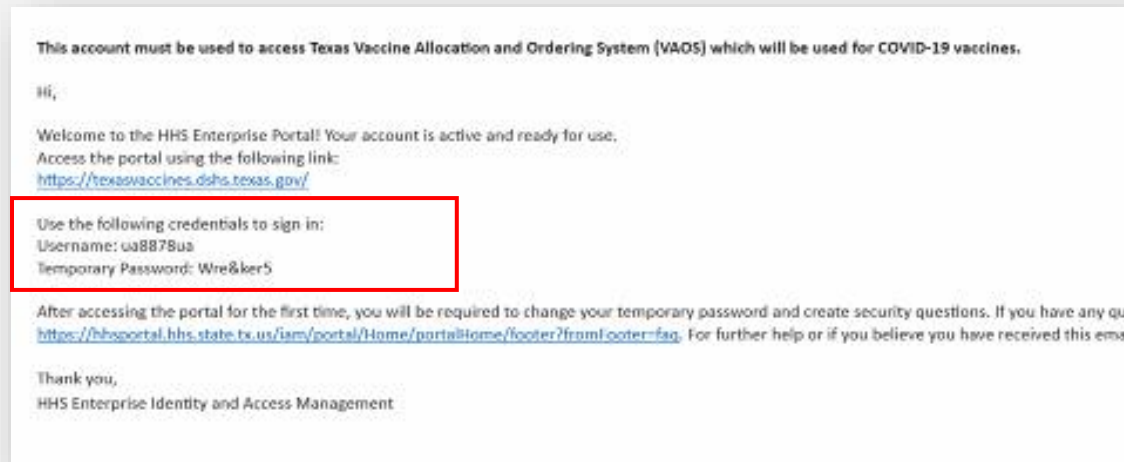 This account must be used to access Texas Vaccine Allocation and Ordering System (VAOS) which will be used for COVID-19 vaccines.
Hi,
Welcome to the HHS Enterprise Portal! Your account is active and ready for use.
Access the portal using the following link:
https://texasvaccines.dshs.texas.gov/
Use the following credentials to sign in:
Username: ua8878ua
Temporary Password: Wre&ker5
After accessing the portal for the first time, you will be required to change your temporary password and create security questions. If you have any qu
https://hhsportal.hhs.state.tx.us/iam/portal/Home/portalHome/footer?fromFooter=faq. For further help or if you believe you have received this ema
Thank you,
HHS Enterprise Identity and Access Management